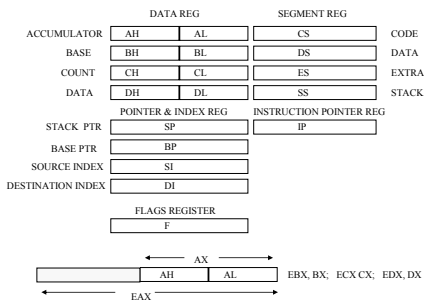 DATA REG SEGMENT REG
ACCUMULATOR AH AL CS CODE
BASE BH BL DS DATA
COUNT CH CL ES EXTRA
DATA DH DL SS STACK
POINTER & INDEX REG INSTRUCTION POINTER REG
STACK PTR SP IP
BASE PTR BP
SOURCE INDEX SI
DESTINATION INDEX DI
FLAGS REGISTER
F
AX
AH AL EBX, BX; ECX CX; EDX, DX
EAX